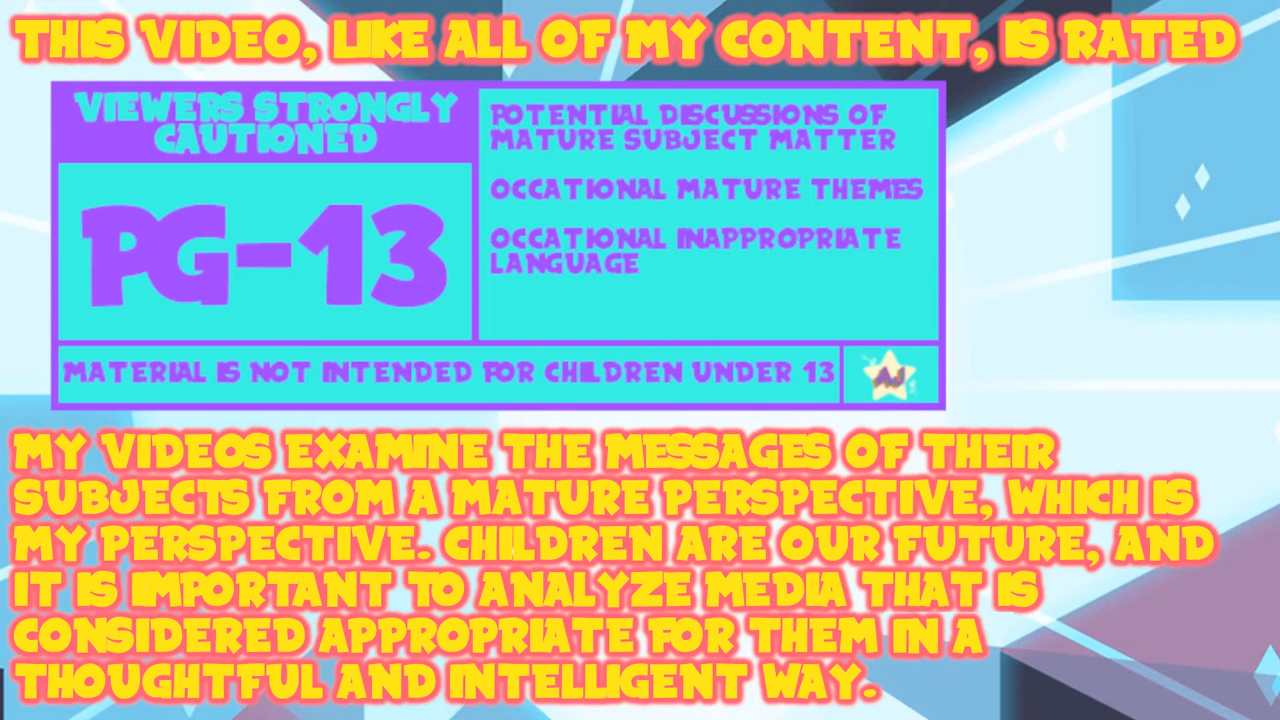 THIS VIDEO, LIKE ALL OF MY CONTENT, IS RATED
VIEWERS STRONGLY
CAUTIONED
PG-13
POTENTIAL DISCUSSIONS OF
MATURE SUBJECT MATTER
OCCATIONAL MATURE THEMES
OCCATIONAL INAPPROPRIATE
LANGUAGE
MATERIAL IS NOT INTENDED FOR CHILDREN UNDER 13
AJ
MY VIDEOS EXAMINE THE MESSAGES OF THEIR
SUBJECTS FROM A MATURE PERSPECTIVE, WHICH IS
MY PERSPECTIVE. CHILDREN ARE OUR FUTURE, AND
IT IS IMPORTANT TO ANALYZE MEDIA THAT IS
CONSIDERED APPROPRIATE FOR THEM IN A
THOUGHTFUL AND INTELLIGENT WAY.